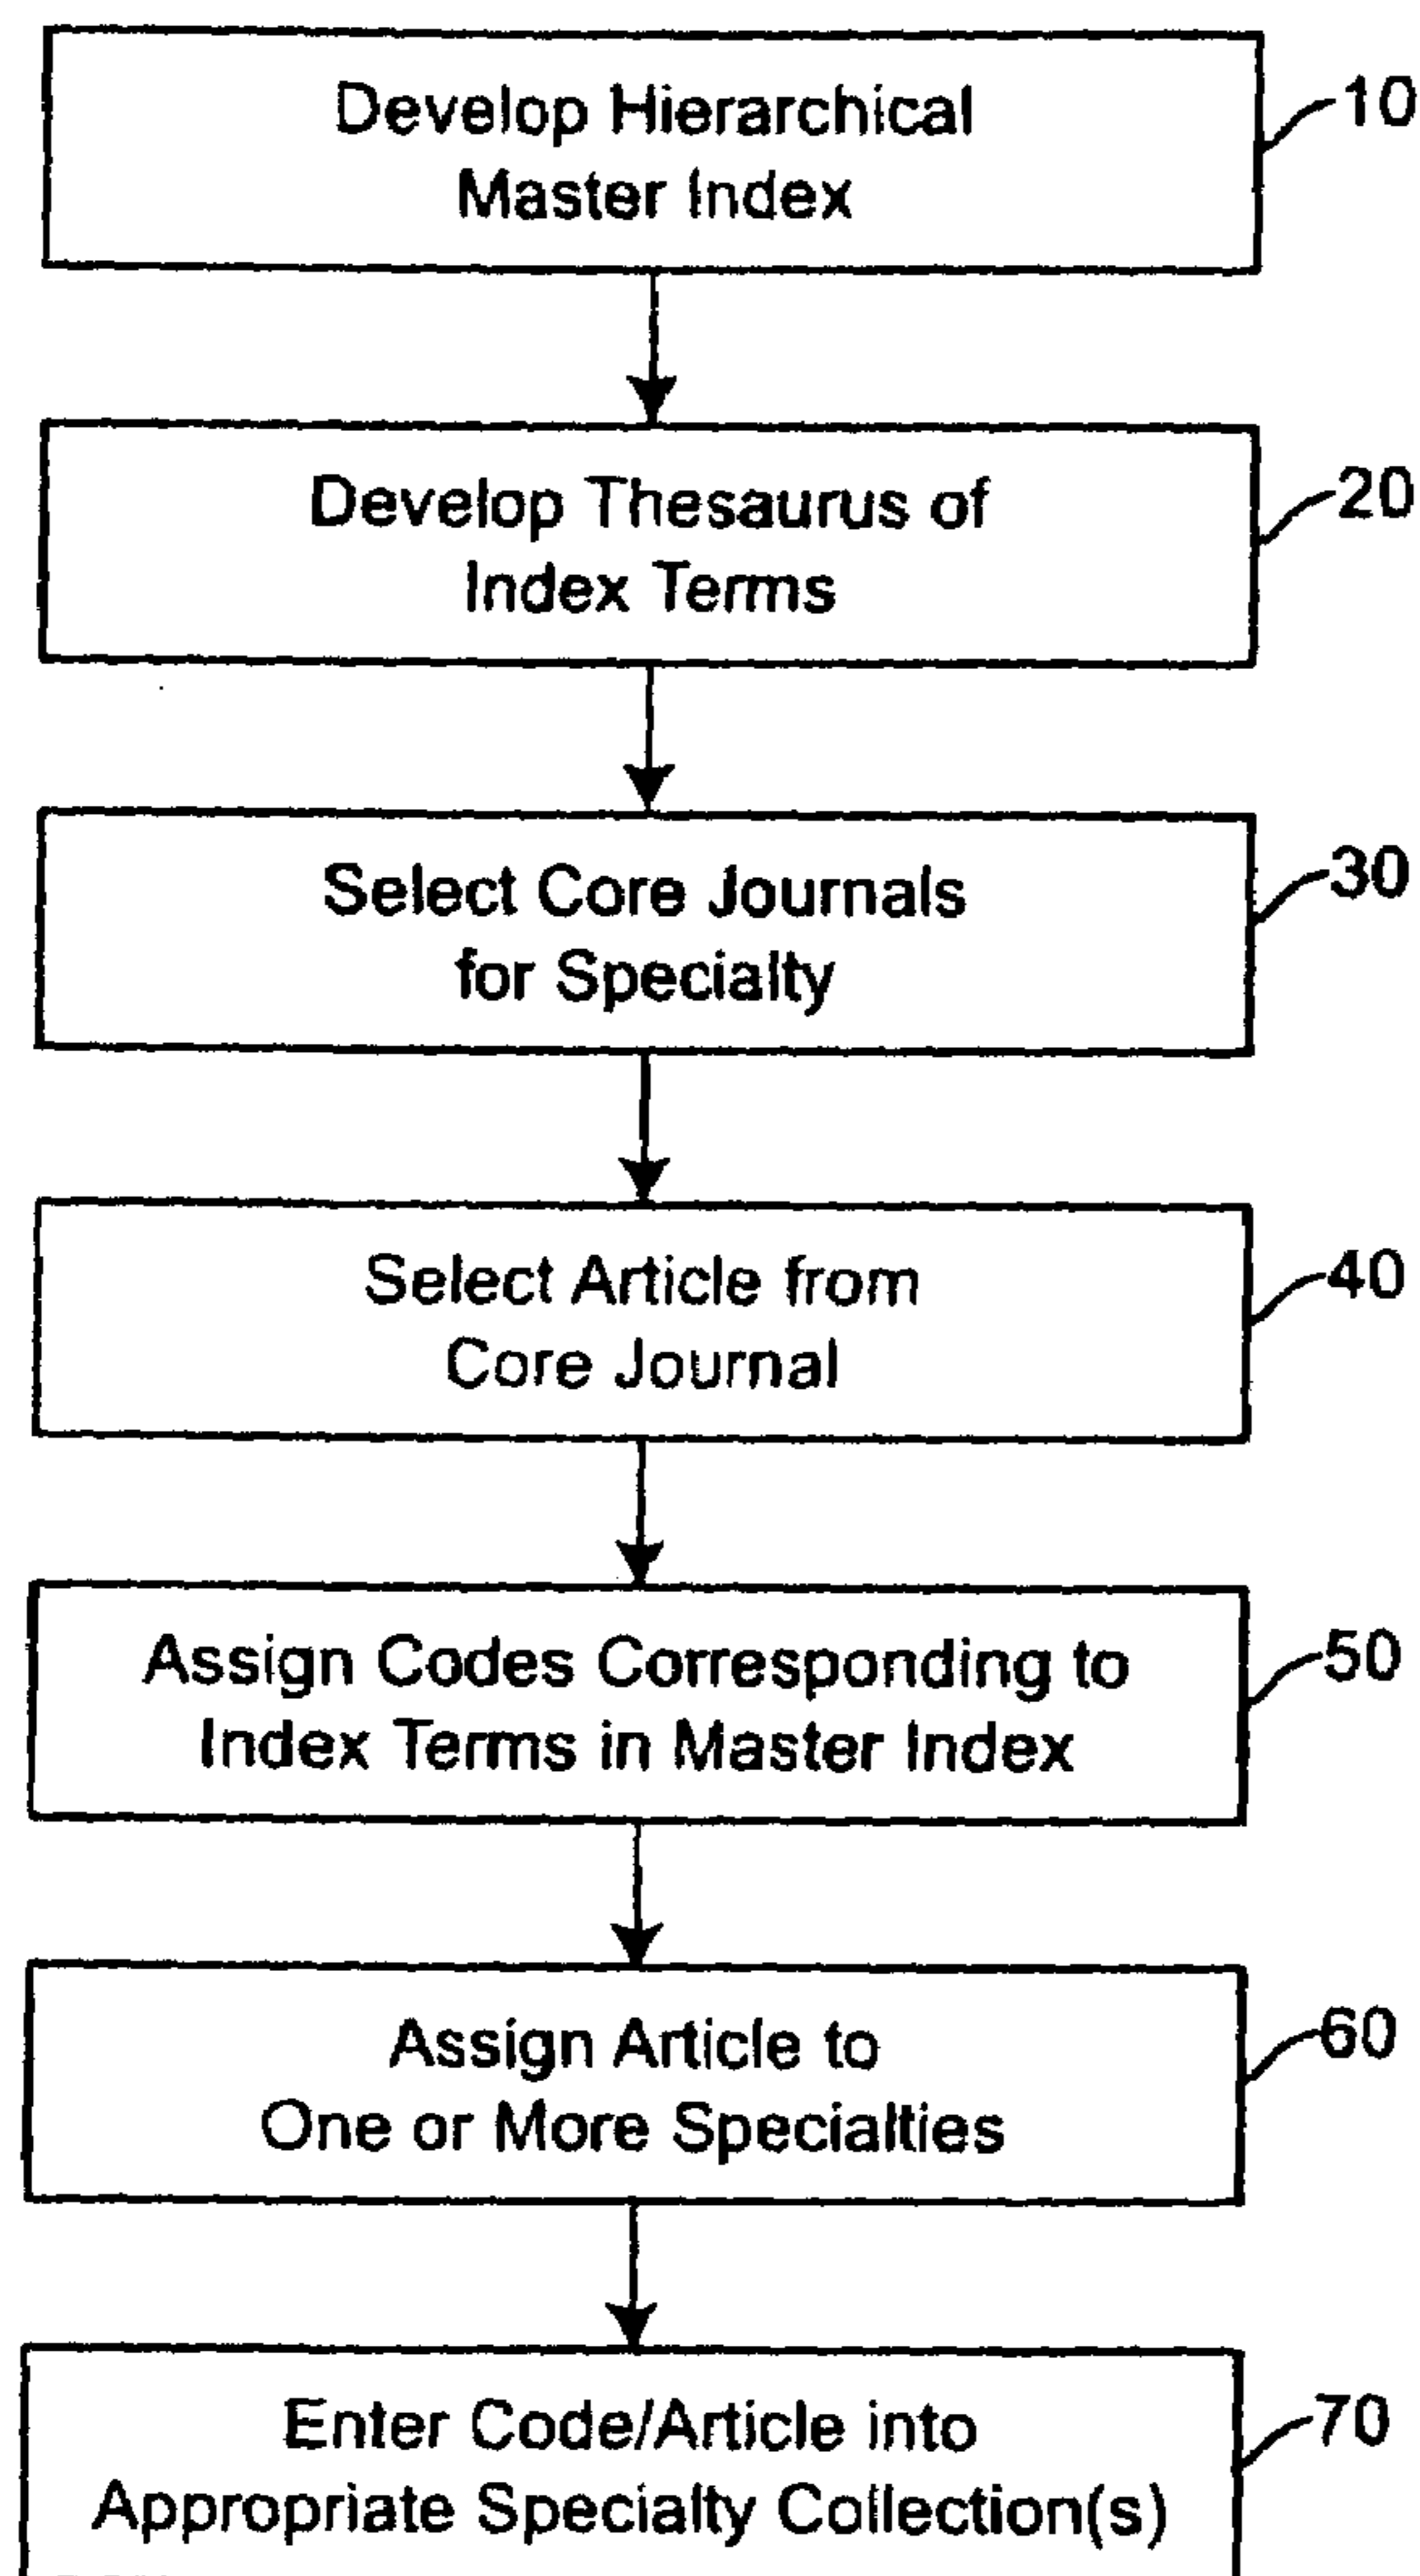 Develop Hierarchical
Master Index
10
Develop Thesaurus of
Index Terms
20
Select Core Journals
for Specialty
30
Select Article from
Core Journal
40
Assign Codes Corresponding to
Index Terms in Master Index
50
Assign Article to
One or More Specialties
60
Enter Code/Article into
Appropriate Specialty Collection(s)
70